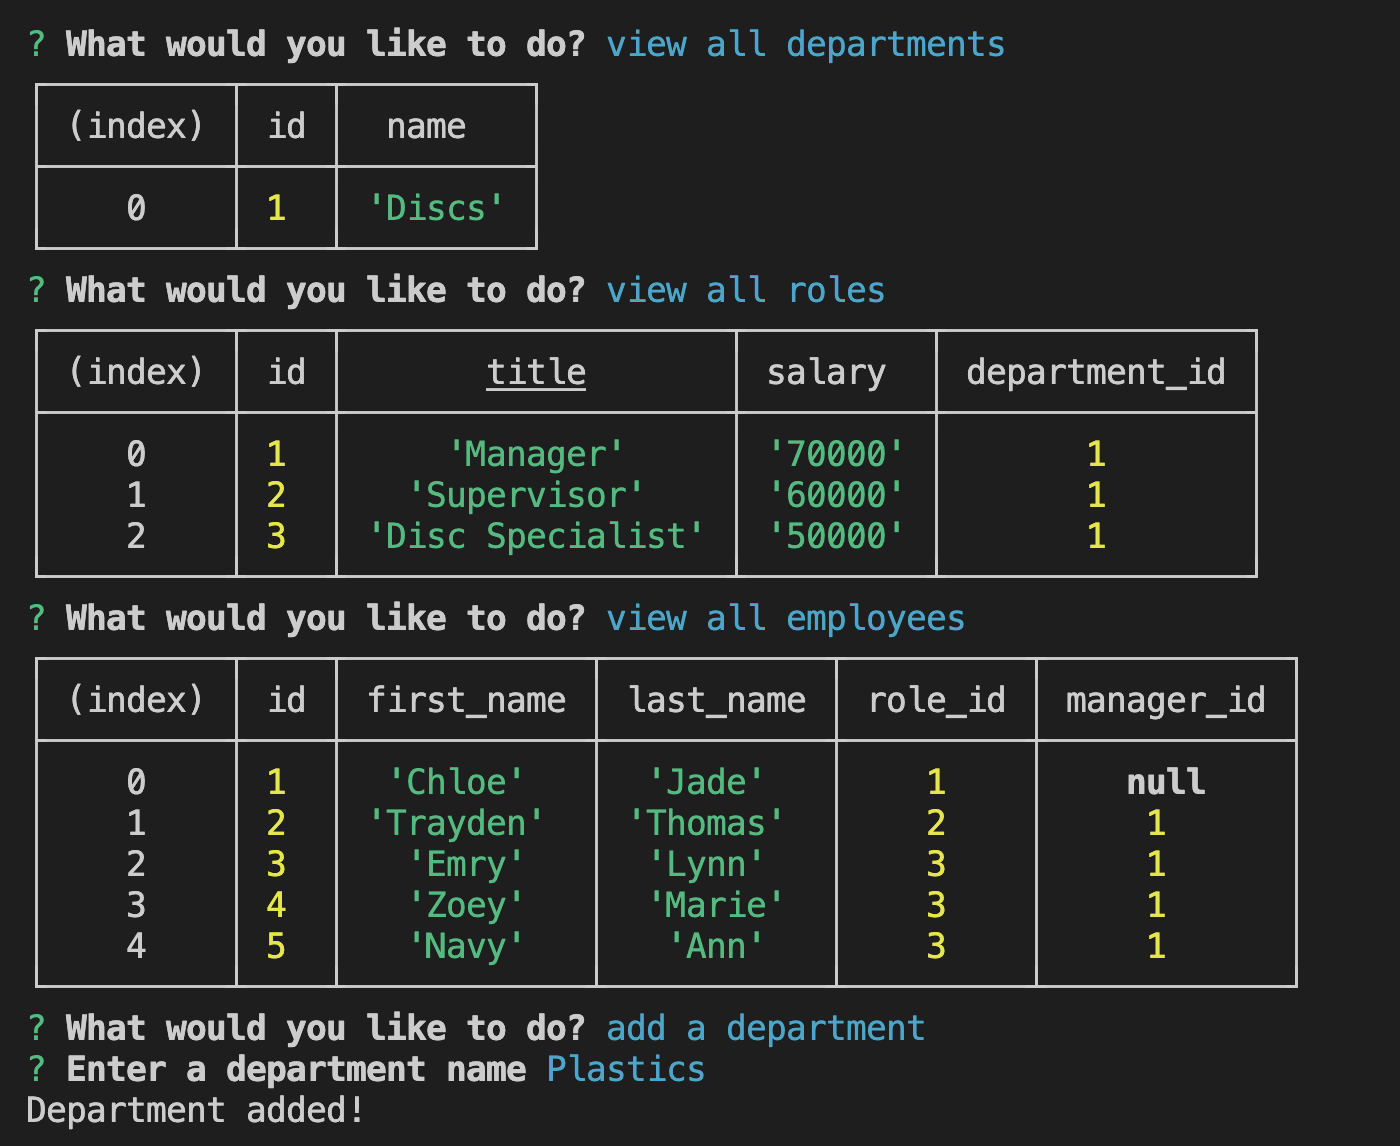 ? What would you like to do? view all departments
(index) id name
0 1 'Discs'
? What would you like to do? view all roles
(index) id title salary department_id
0 1 'Manager' '70000' 1
1 2 'Supervisor' '60000' 1
2 3 'Disc Specialist' '50000' 1
? What would you like to do? view all employees
(index) id first_name last_name role_id manager_id
0 1 'Chloe' 'Jade' 1 null
1 2 'Trayden' 'Thomas' 2 1
2 3 'Emry' 'Lynn' 3 1
3 4 'Zoey' 'Marie' 3 1
4 5 'Navy' 'Ann' 3 1
? What would you like to do? add a department
? Enter a department name Plastics
Department added!